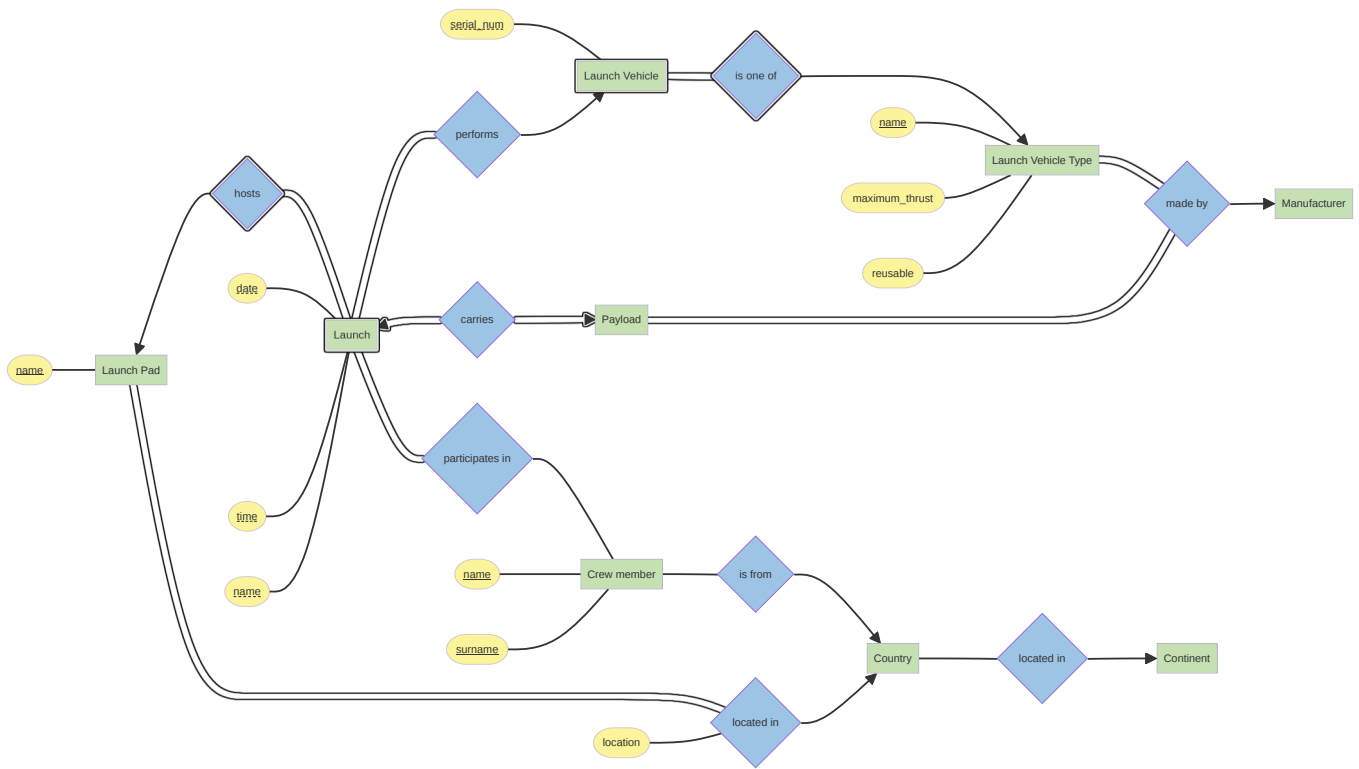 serial_num
Launch Vehicle
is one of
name
performs
Launch Vehicle Type
hosts
maximum_thrust
made by
Manufacturer
reusable
date
carries
Payload
Launch
name
Launch Pad
participates in
time
name
name
Crew member
is from
surname
Country
located in
Continent
location
located in